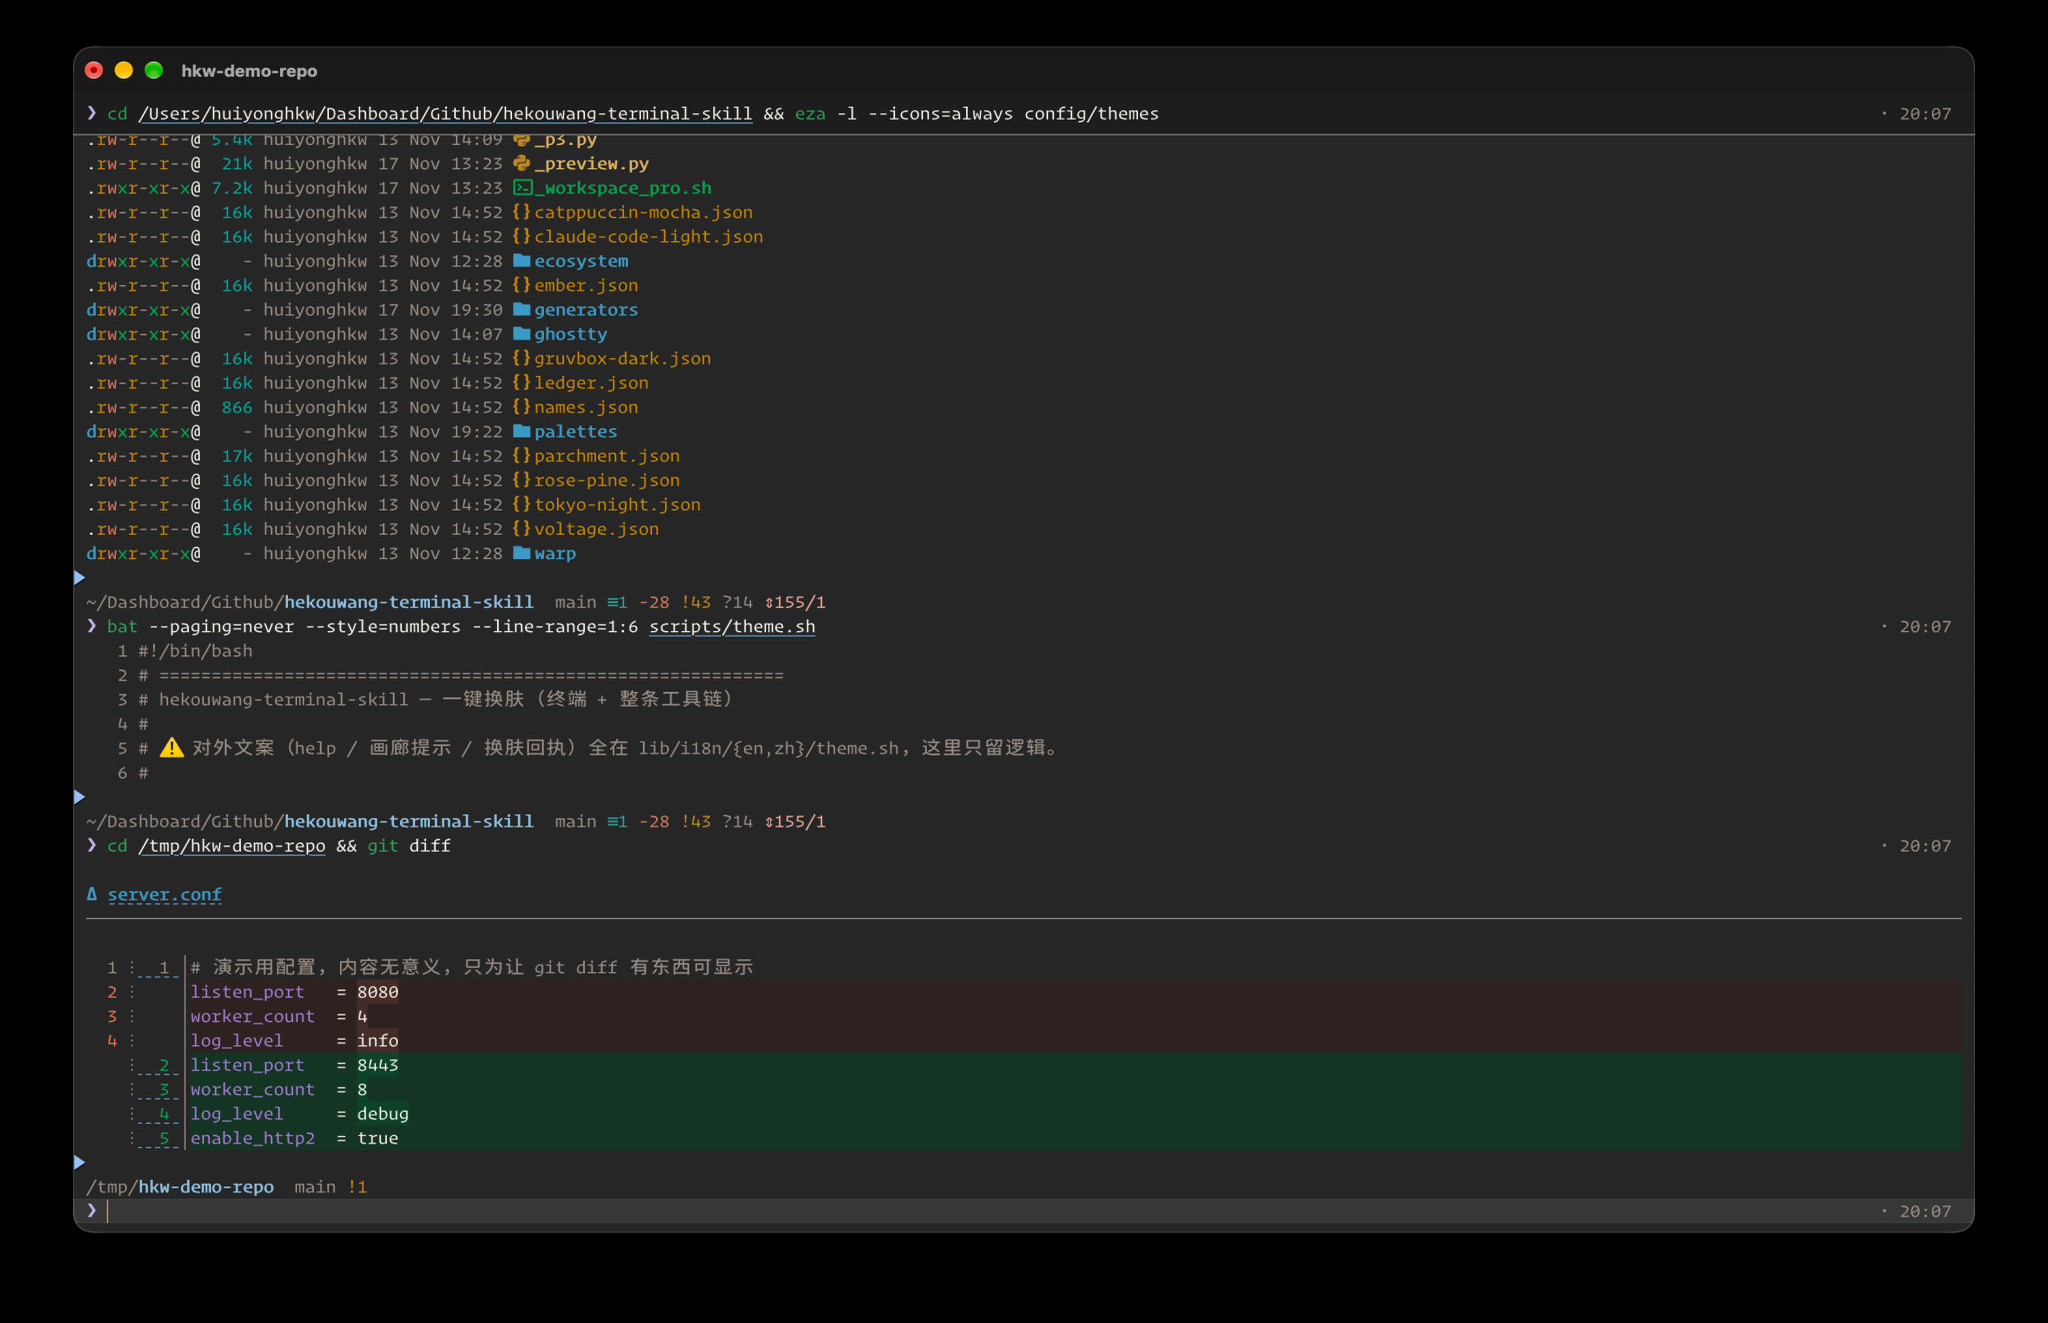 hkw-demo-repo
❯ cd /Users/huiyonghkw/Dashboard/Github/hekouwang-terminal-skill && eza -l --icons=always config/themes · 20:07
.rw-r--r--@ 5.4k huiyonghkw 13 Nov 14:09 _p3.py
.rw-r--r--@ 21k huiyonghkw 17 Nov 13:23 _preview.py
.rwxr-xr-x@ 7.2k huiyonghkw 17 Nov 13:23 _workspace_pro.sh
.rw-r--r--@ 16k huiyonghkw 13 Nov 14:52 {} catppuccin-mocha.json
.rw-r--r--@ 16k huiyonghkw 13 Nov 14:52 {} claude-code-light.json
drwxr-xr-x@ - huiyonghkw 13 Nov 12:28 ecosystem
.rw-r--r--@ 16k huiyonghkw 13 Nov 14:52 {} ember.json
drwxr-xr-x@ - huiyonghkw 17 Nov 19:30 generators
drwxr-xr-x@ - huiyonghkw 13 Nov 14:07 ghostty
.rw-r--r--@ 16k huiyonghkw 13 Nov 14:52 {} gruvbox-dark.json
.rw-r--r--@ 16k huiyonghkw 13 Nov 14:52 {} ledger.json
.rw-r--r--@ 866 huiyonghkw 13 Nov 14:52 {} names.json
drwxr-xr-x@ - huiyonghkw 13 Nov 19:22 palettes
.rw-r--r--@ 17k huiyonghkw 13 Nov 14:52 {} parchment.json
.rw-r--r--@ 16k huiyonghkw 13 Nov 14:52 {} rose-pine.json
.rw-r--r--@ 16k huiyonghkw 13 Nov 14:52 {} tokyo-night.json
.rw-r--r--@ 16k huiyonghkw 13 Nov 14:52 {} voltage.json
drwxr-xr-x@ - huiyonghkw 13 Nov 12:28 warp
~/Dashboard/Github/hekouwang-terminal-skill main ≡1 -28 !43 ?14 ⇕155/1
❯ bat --paging=never --style=numbers --line-range=1:6 scripts/theme.sh · 20:07
1 #!/bin/bash
2 # ============================================================
3 # hekouwang-terminal-skill — 一键换肤（终端 + 整条工具链）
4 #
5 # ⚠️ 对外文案（help / 画廊提示 / 换肤回执）全在 lib/i18n/{en,zh}/theme.sh，这里只留逻辑。
6 #
~/Dashboard/Github/hekouwang-terminal-skill main ≡1 -28 !43 ?14 ⇕155/1
❯ cd /tmp/hkw-demo-repo && git diff · 20:07
Δ server.conf
1 ⋮ 1 │# 演示用配置，内容无意义，只为让 git diff 有东西可显示
2 ⋮ │listen_port = 8080
3 ⋮ │worker_count = 4
4 ⋮ │log_level = info
⋮ 2 │listen_port = 8443
⋮ 3 │worker_count = 8
⋮ 4 │log_level = debug
⋮ 5 │enable_http2 = true
/tmp/hkw-demo-repo main !1
❯ · 20:07